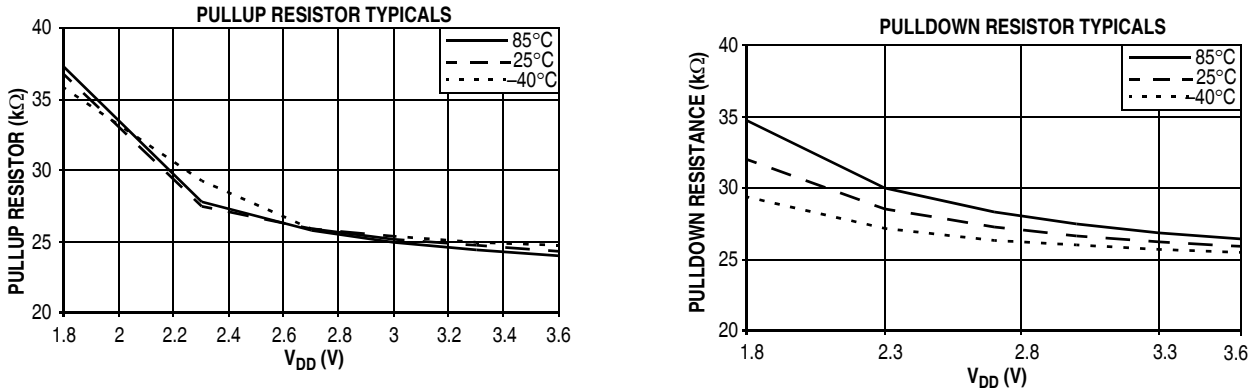 PULLUP RESISTOR TYPICALS
PULLUP RESISTOR (kΩ)
40
35
30
25
20
1.8 2 2.2 2.4 2.6 2.8 3 3.2 3.4 3.6
VDD (V)
85°C
25°C
–40°C
PULLDOWN RESISTOR TYPICALS
PULLDOWN RESISTANCE (kΩ)
40
35
30
25
20
1.8 2.3 2.8 3.3 3.6
VDD (V)
85°C
25°C
–40°C